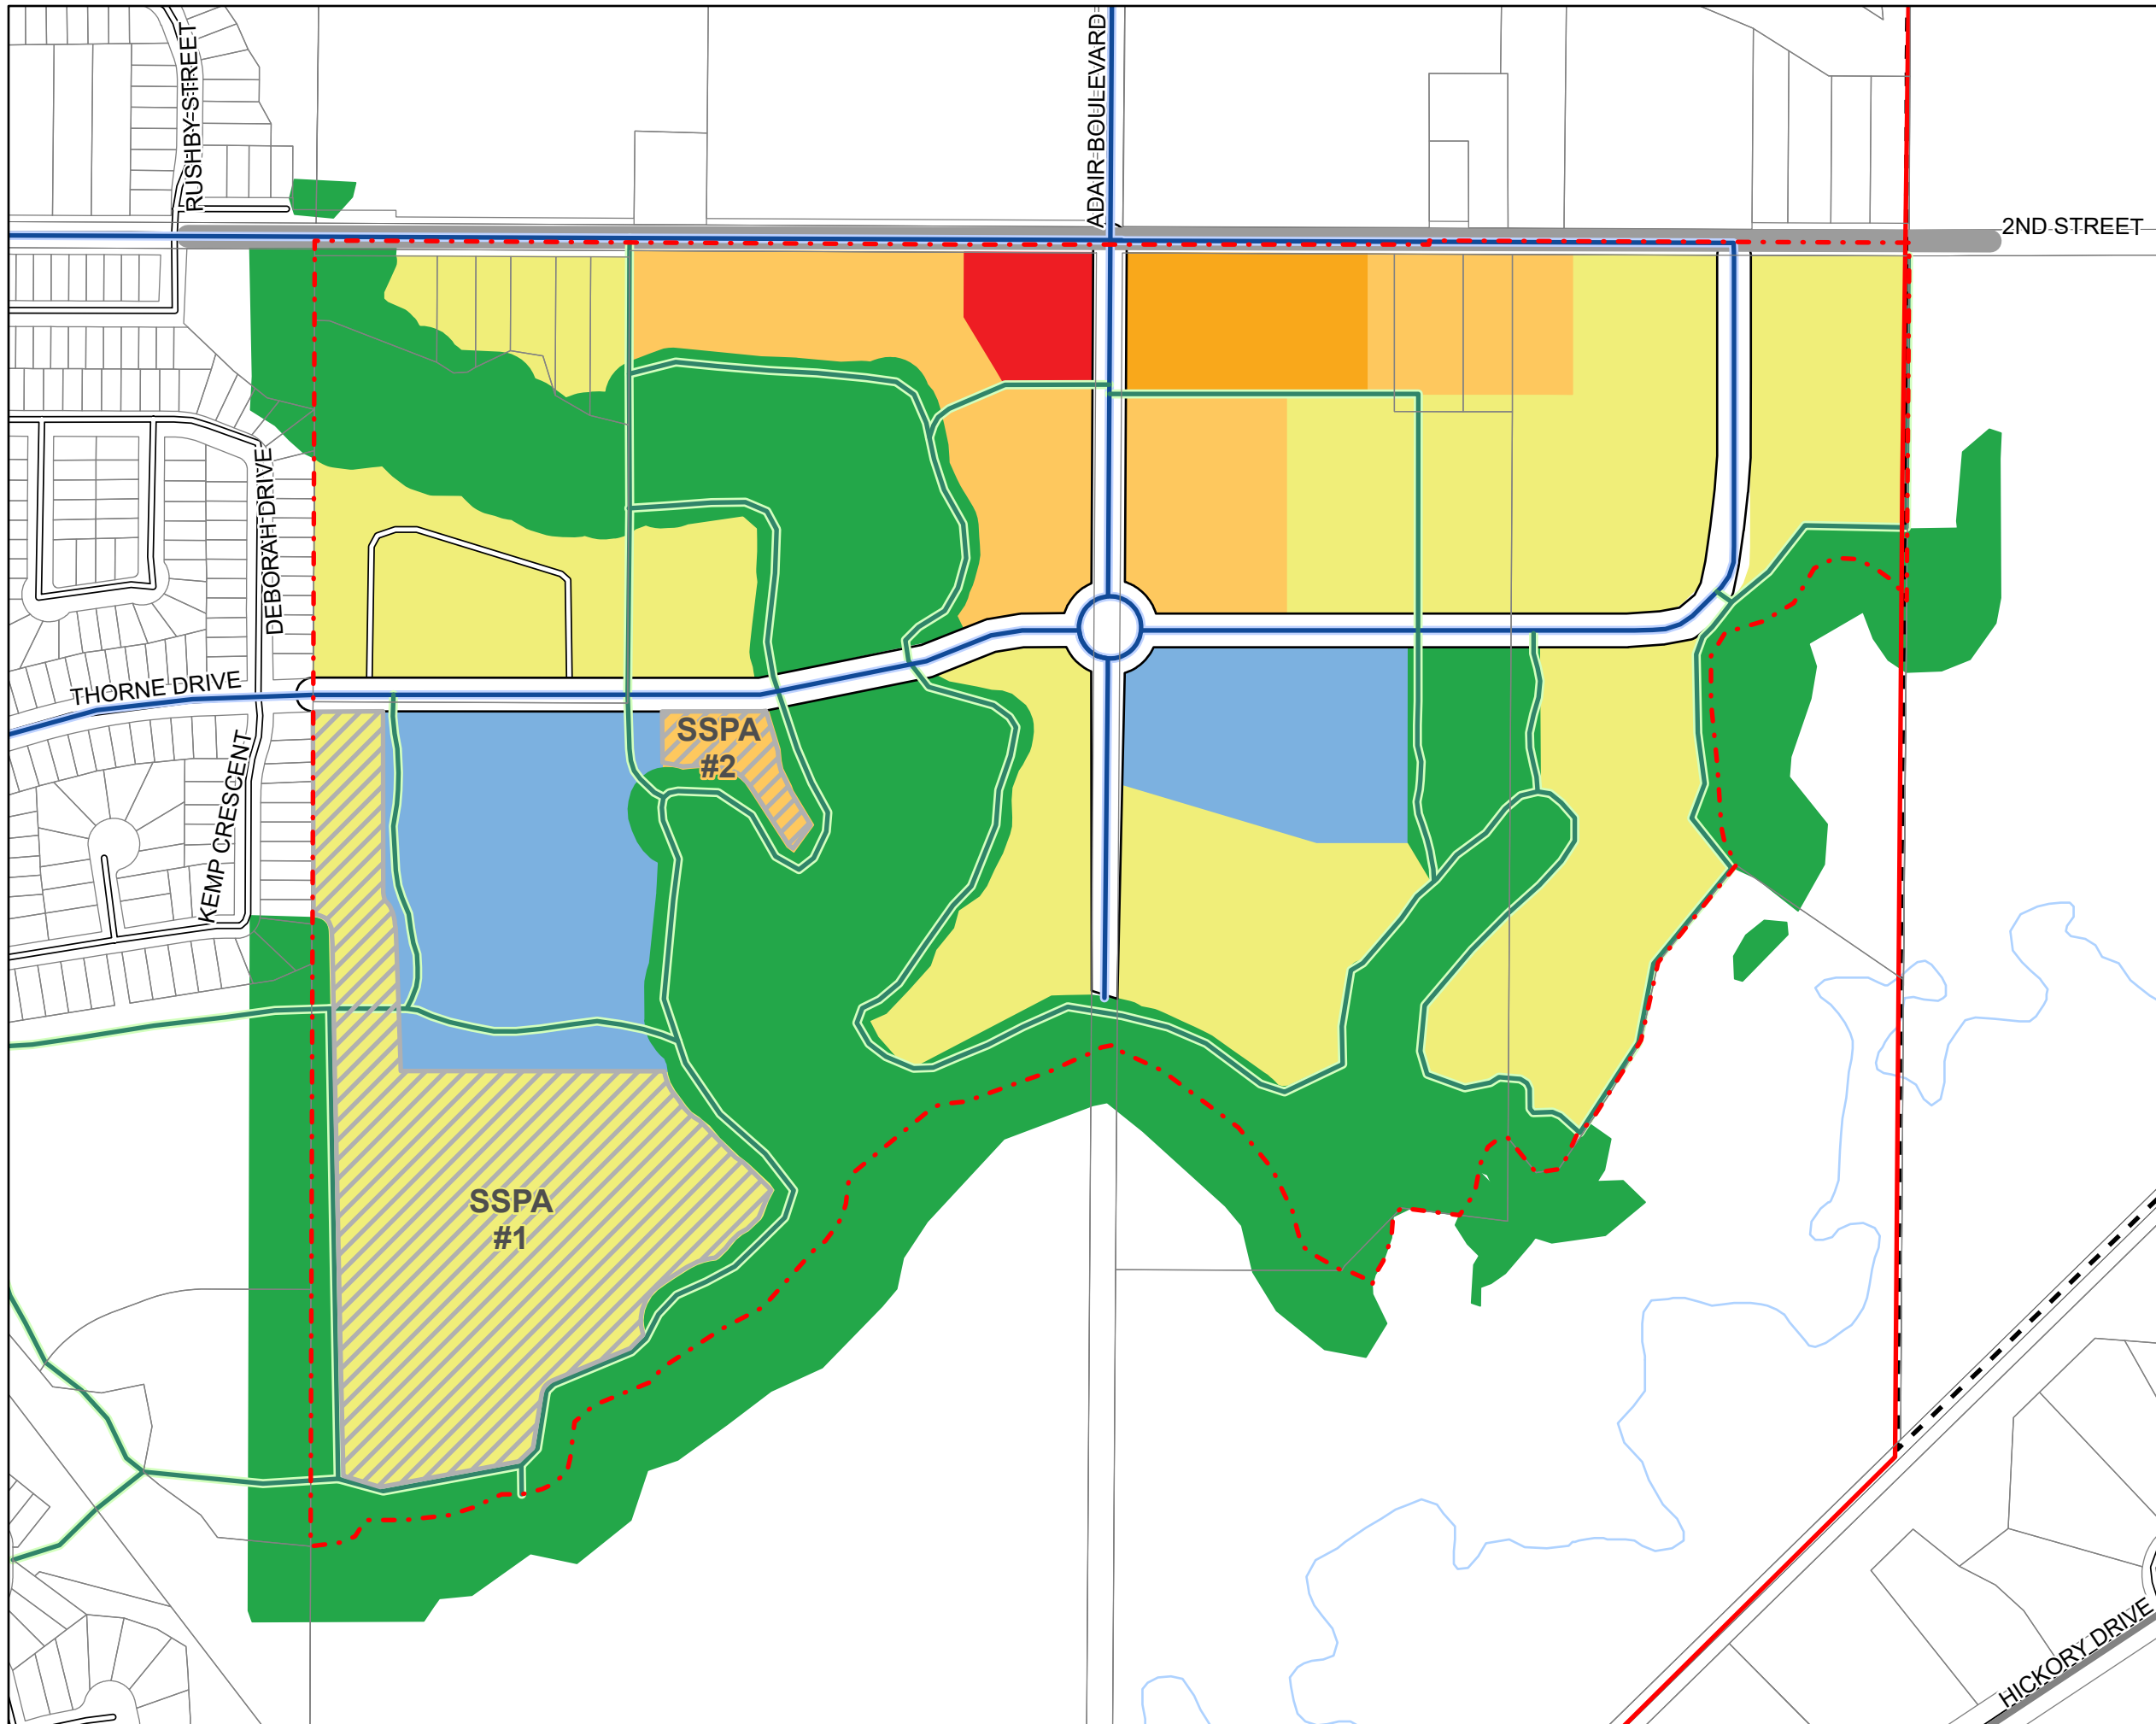 RUSHBY STREET
ADAIR BOULEVARD
2ND STREET
DEBORAH DRIVE
THORNE DRIVE
KEMP CRESCENT
SSPA
#2
SSPA
#1
HICKORY DRIVE